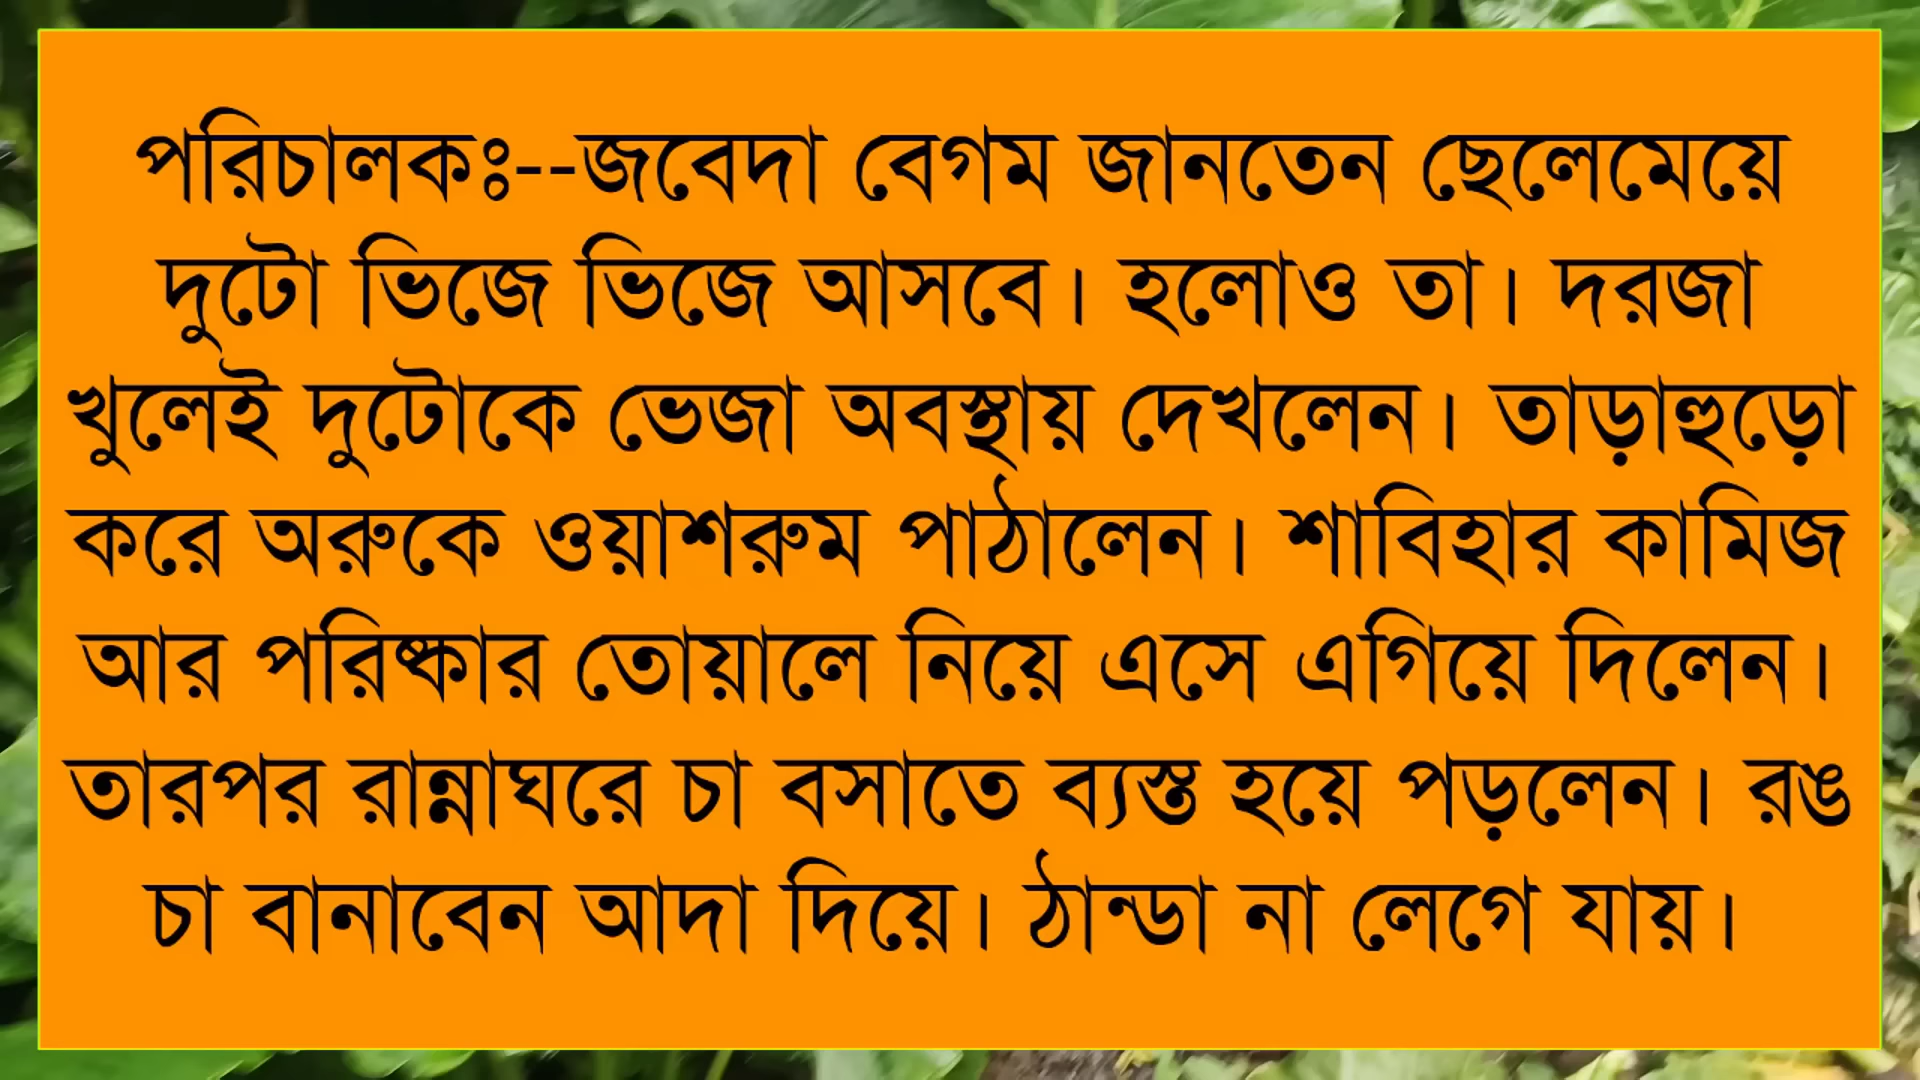 পরিচালকঃ--জবেদা বেগম জানতেন ছেলেমেয়ে
দুটো ভিজে ভিজে আসবে। হলোও তা। দরজা
খুলেই দুটোকে ভেজা অবস্থায় দেখলেন। তাড়াহুড়ো
করে অরুকে ওয়াশরুম পাঠালেন। শাবিহার কামিজ
আর পরিষ্কার তোয়ালে নিয়ে এসে এগিয়ে দিলেন।
তারপর রান্নাঘরে চা বসাতে ব্যস্ত হয়ে পড়লেন। রঙ
চা বানাবেন আদা দিয়ে। ঠান্ডা না লেগে যায়।